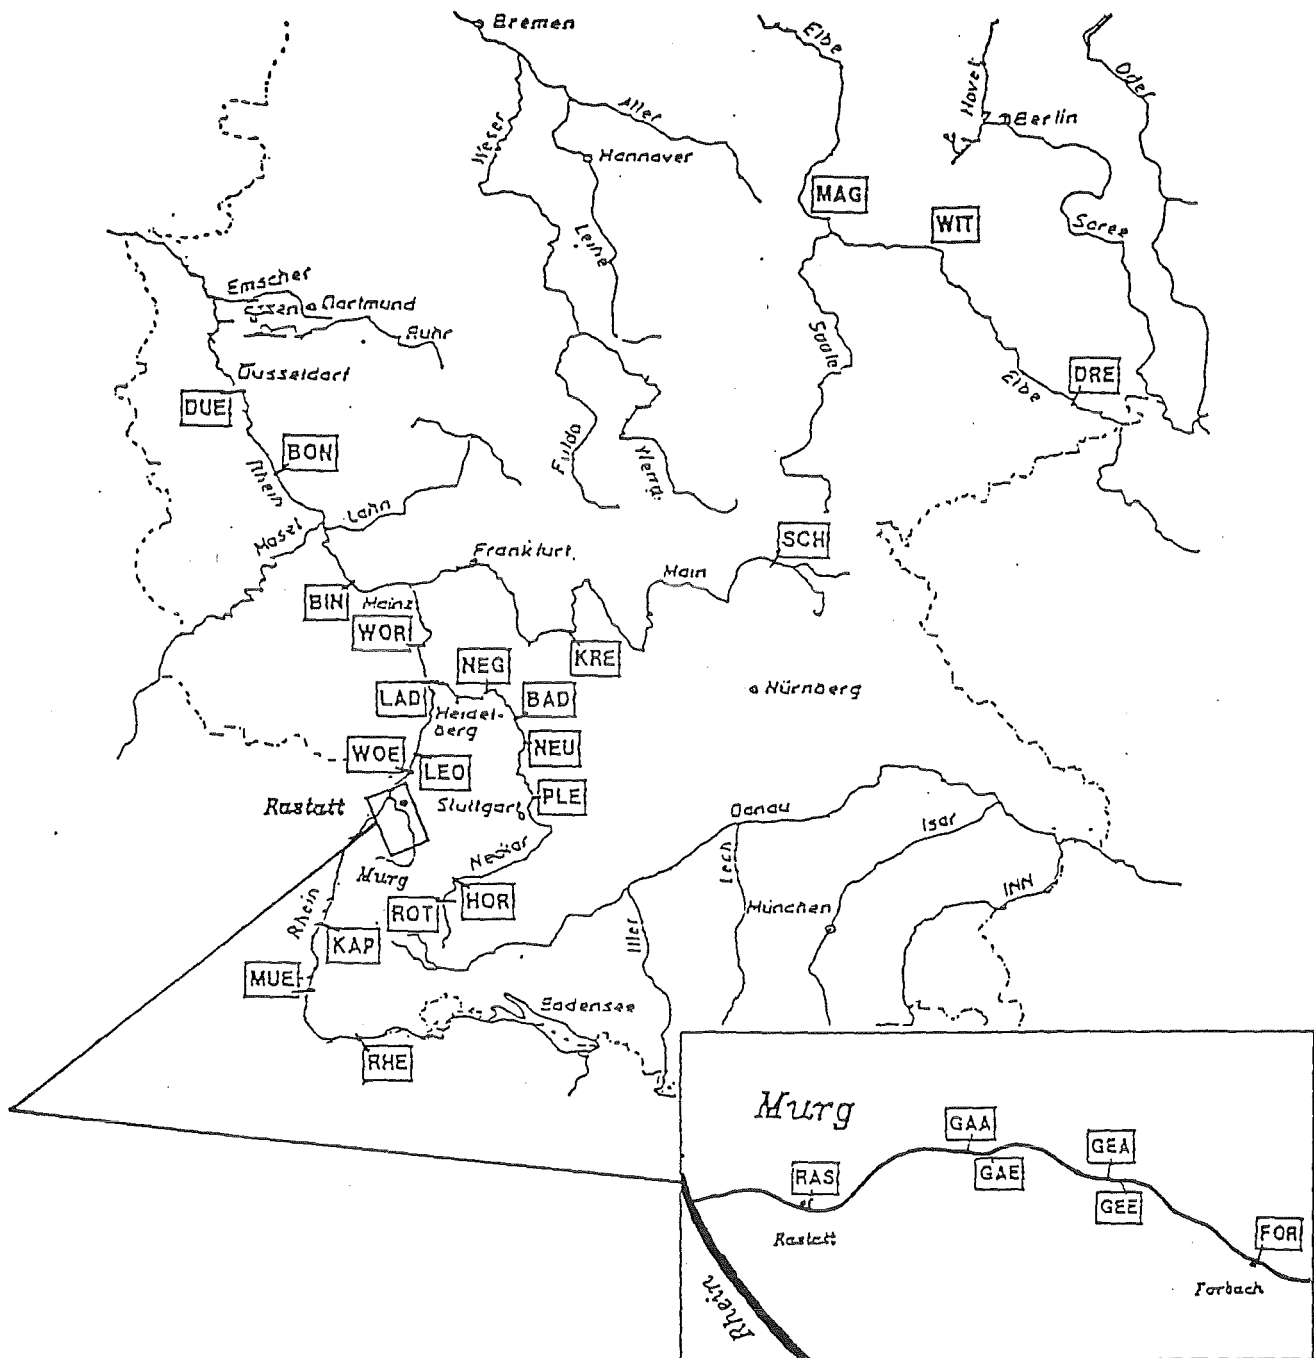 Bremen
Elbe
Havel
Oder
Aller
Berlin
Weser
Hannover
MAG
WIT
Leine
Spree
Emscher
Essen
Dortmund
Ruhr
Saale
Düsseldorf
DUE
Elbe
DRE
BON
Rhein
Fulda
Werra
Lahn
Mosel
Frankfurt
Main
SCH
BIN
Mainz
WOR
KRE
NEG
LAD
BAD
Heidel-
berg
Nürnberg
WOE
LEO
NEU
Rastatt
Stuttgart
PLE
Donau
Isar
Neckar
Lech
Murg
INN
Rhein
ROT
HOR
München
Iller
KAP
MUE
Bodensee
RHE
Murg
GAA
GEA
RAS
GAE
GEE
Rastatt
FOR
Forbach
Rhein